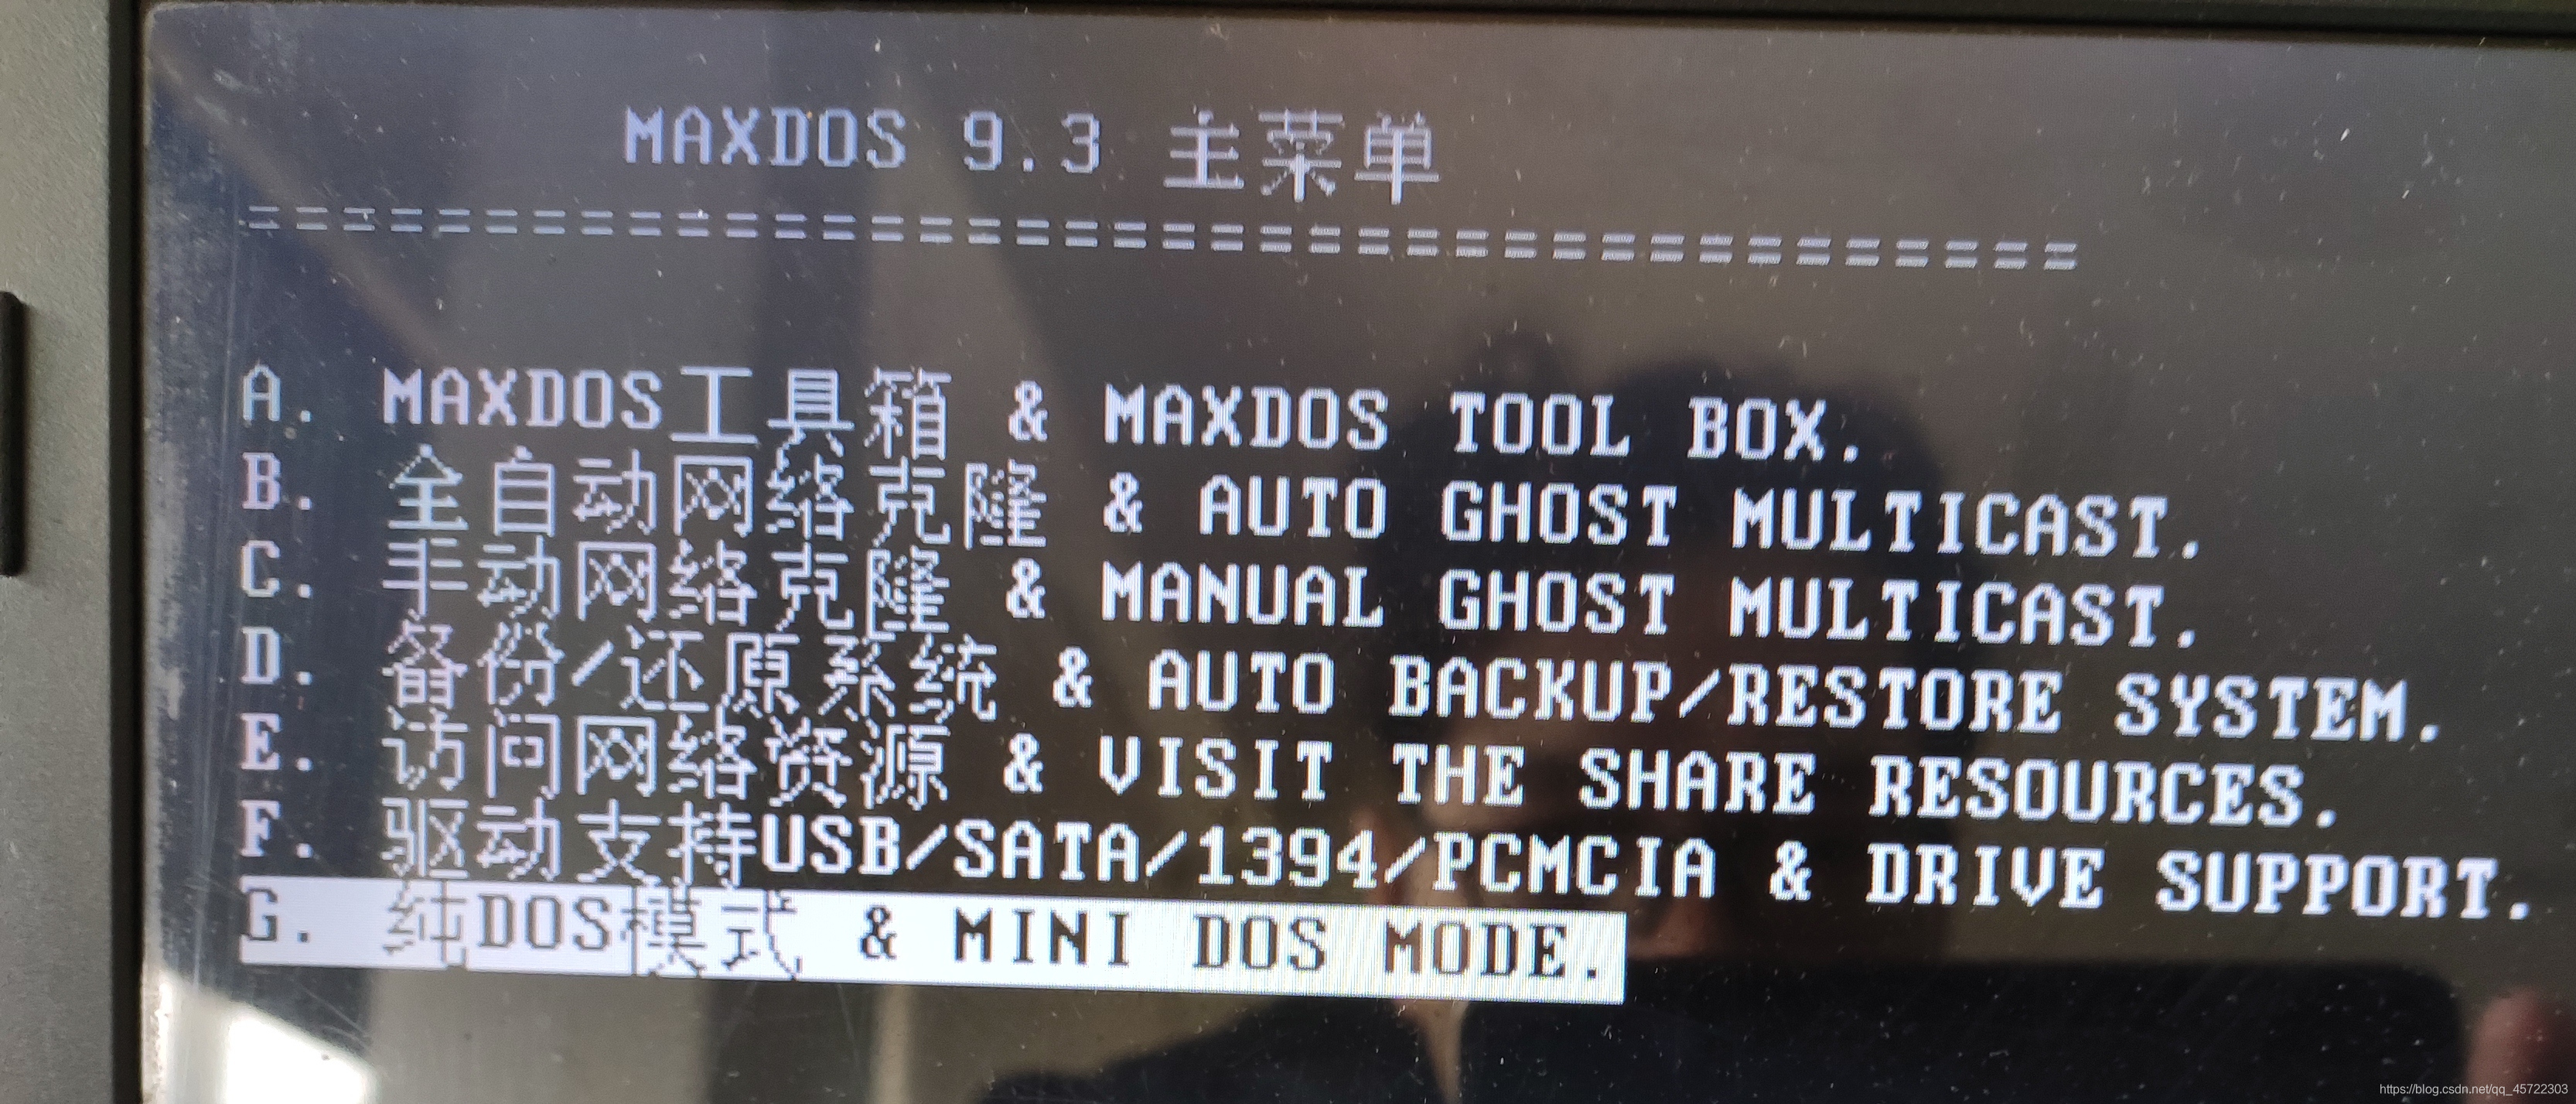 MAXDOS 9.3 主菜单
======================================
A. MAXDOS工具箱 & MAXDOS TOOL BOX.
B. 全自动网络克隆 & AUTO GHOST MULTICAST.
C. 手动网络克隆 & MANUAL GHOST MULTICAST.
D. 备份/还原系统 & AUTO BACKUP/RESTORE SYSTEM.
E. 访问网络资源 & VISIT THE SHARE RESOURCES.
F. 驱动支持USB/SATA/1394/PCMCIA & DRIVE SUPPORT.
G. 纯DOS模式 & MINI DOS MODE.
https://blog.csdn.net/qq_45722303